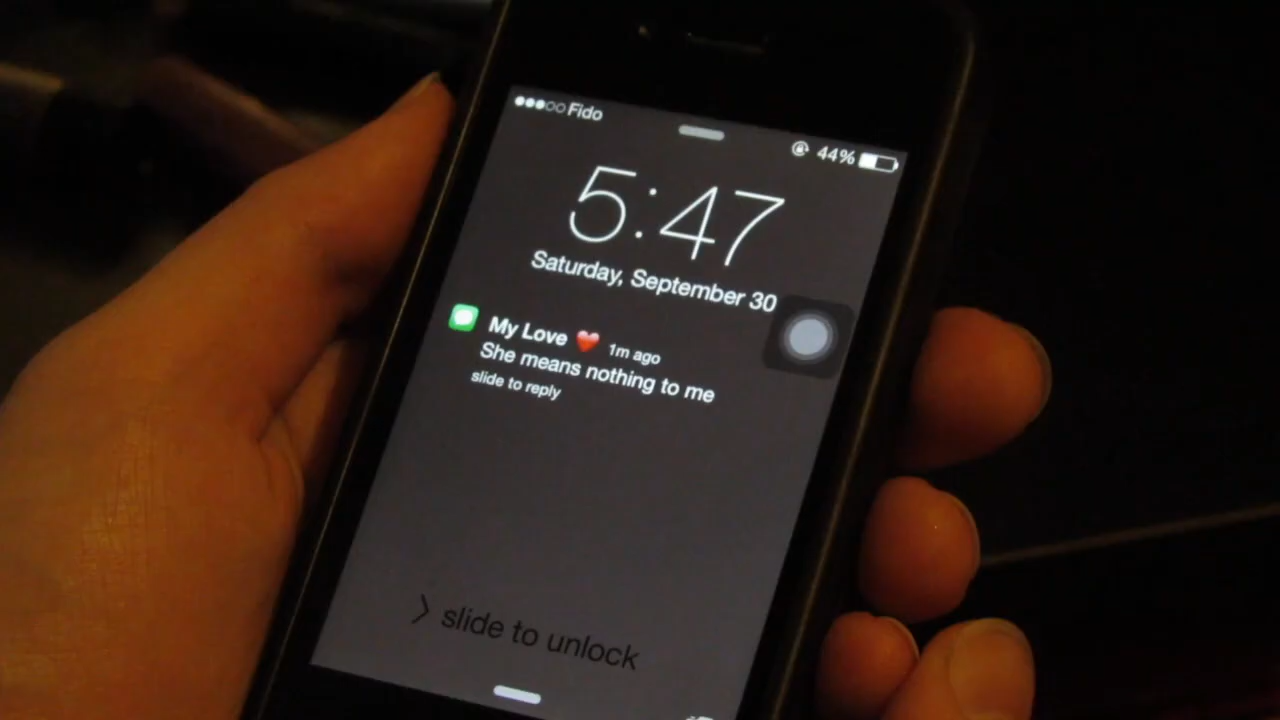 Fido 44%
5:47
Saturday, September 30
My Love ❤️ 1m ago
She means nothing to me
slide to reply
> slide to unlock